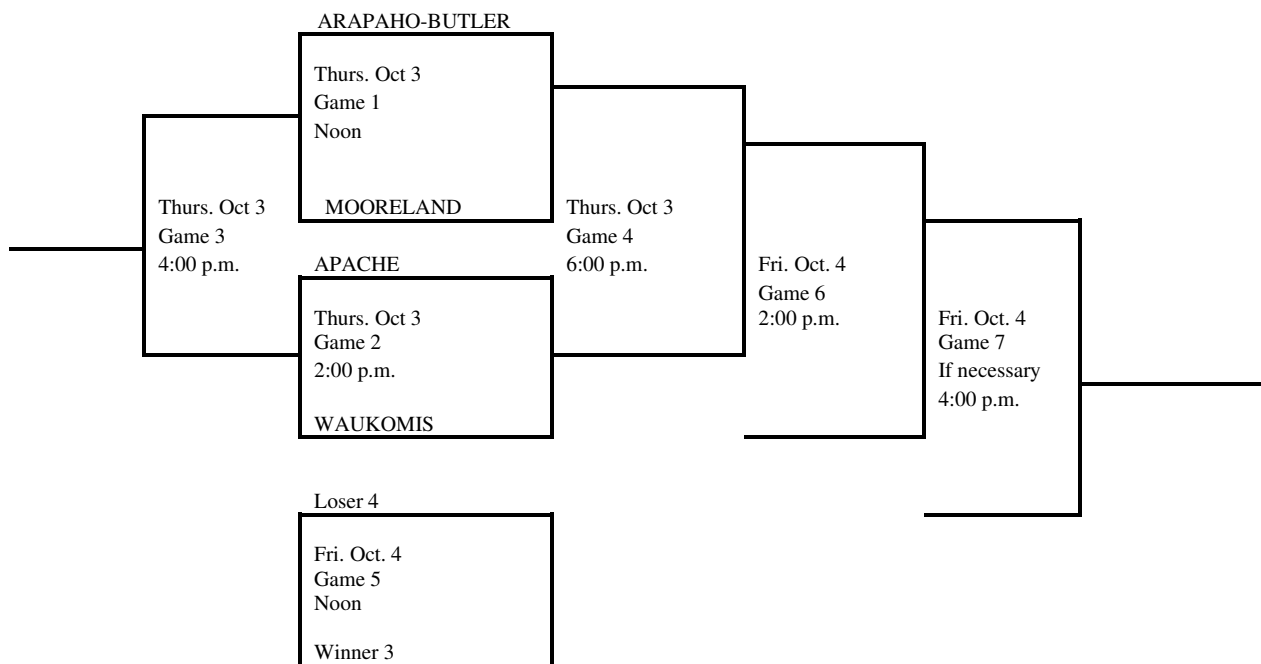 ARAPAHO-BUTLER
Thurs. Oct 3
Game 1
Noon
MOORELAND
Thurs. Oct 3
Game 3
4:00 p.m.
APACHE
Thurs. Oct 3
Game 2
2:00 p.m.
WAUKOMIS
Thurs. Oct 3
Game 4
6:00 p.m.
Fri. Oct. 4
Game 6
2:00 p.m.
Fri. Oct. 4
Game 7
If necessary
4:00 p.m.
Loser 4
Fri. Oct. 4
Game 5
Noon
Winner 3